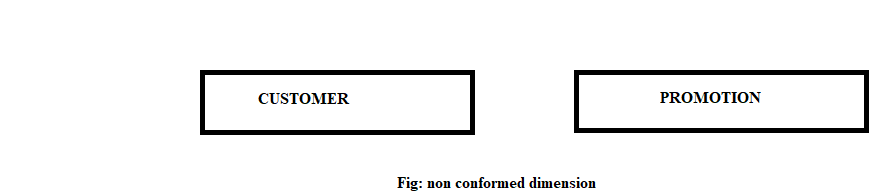 CUSTOMER
PROMOTION
Fig: non conformed dimension